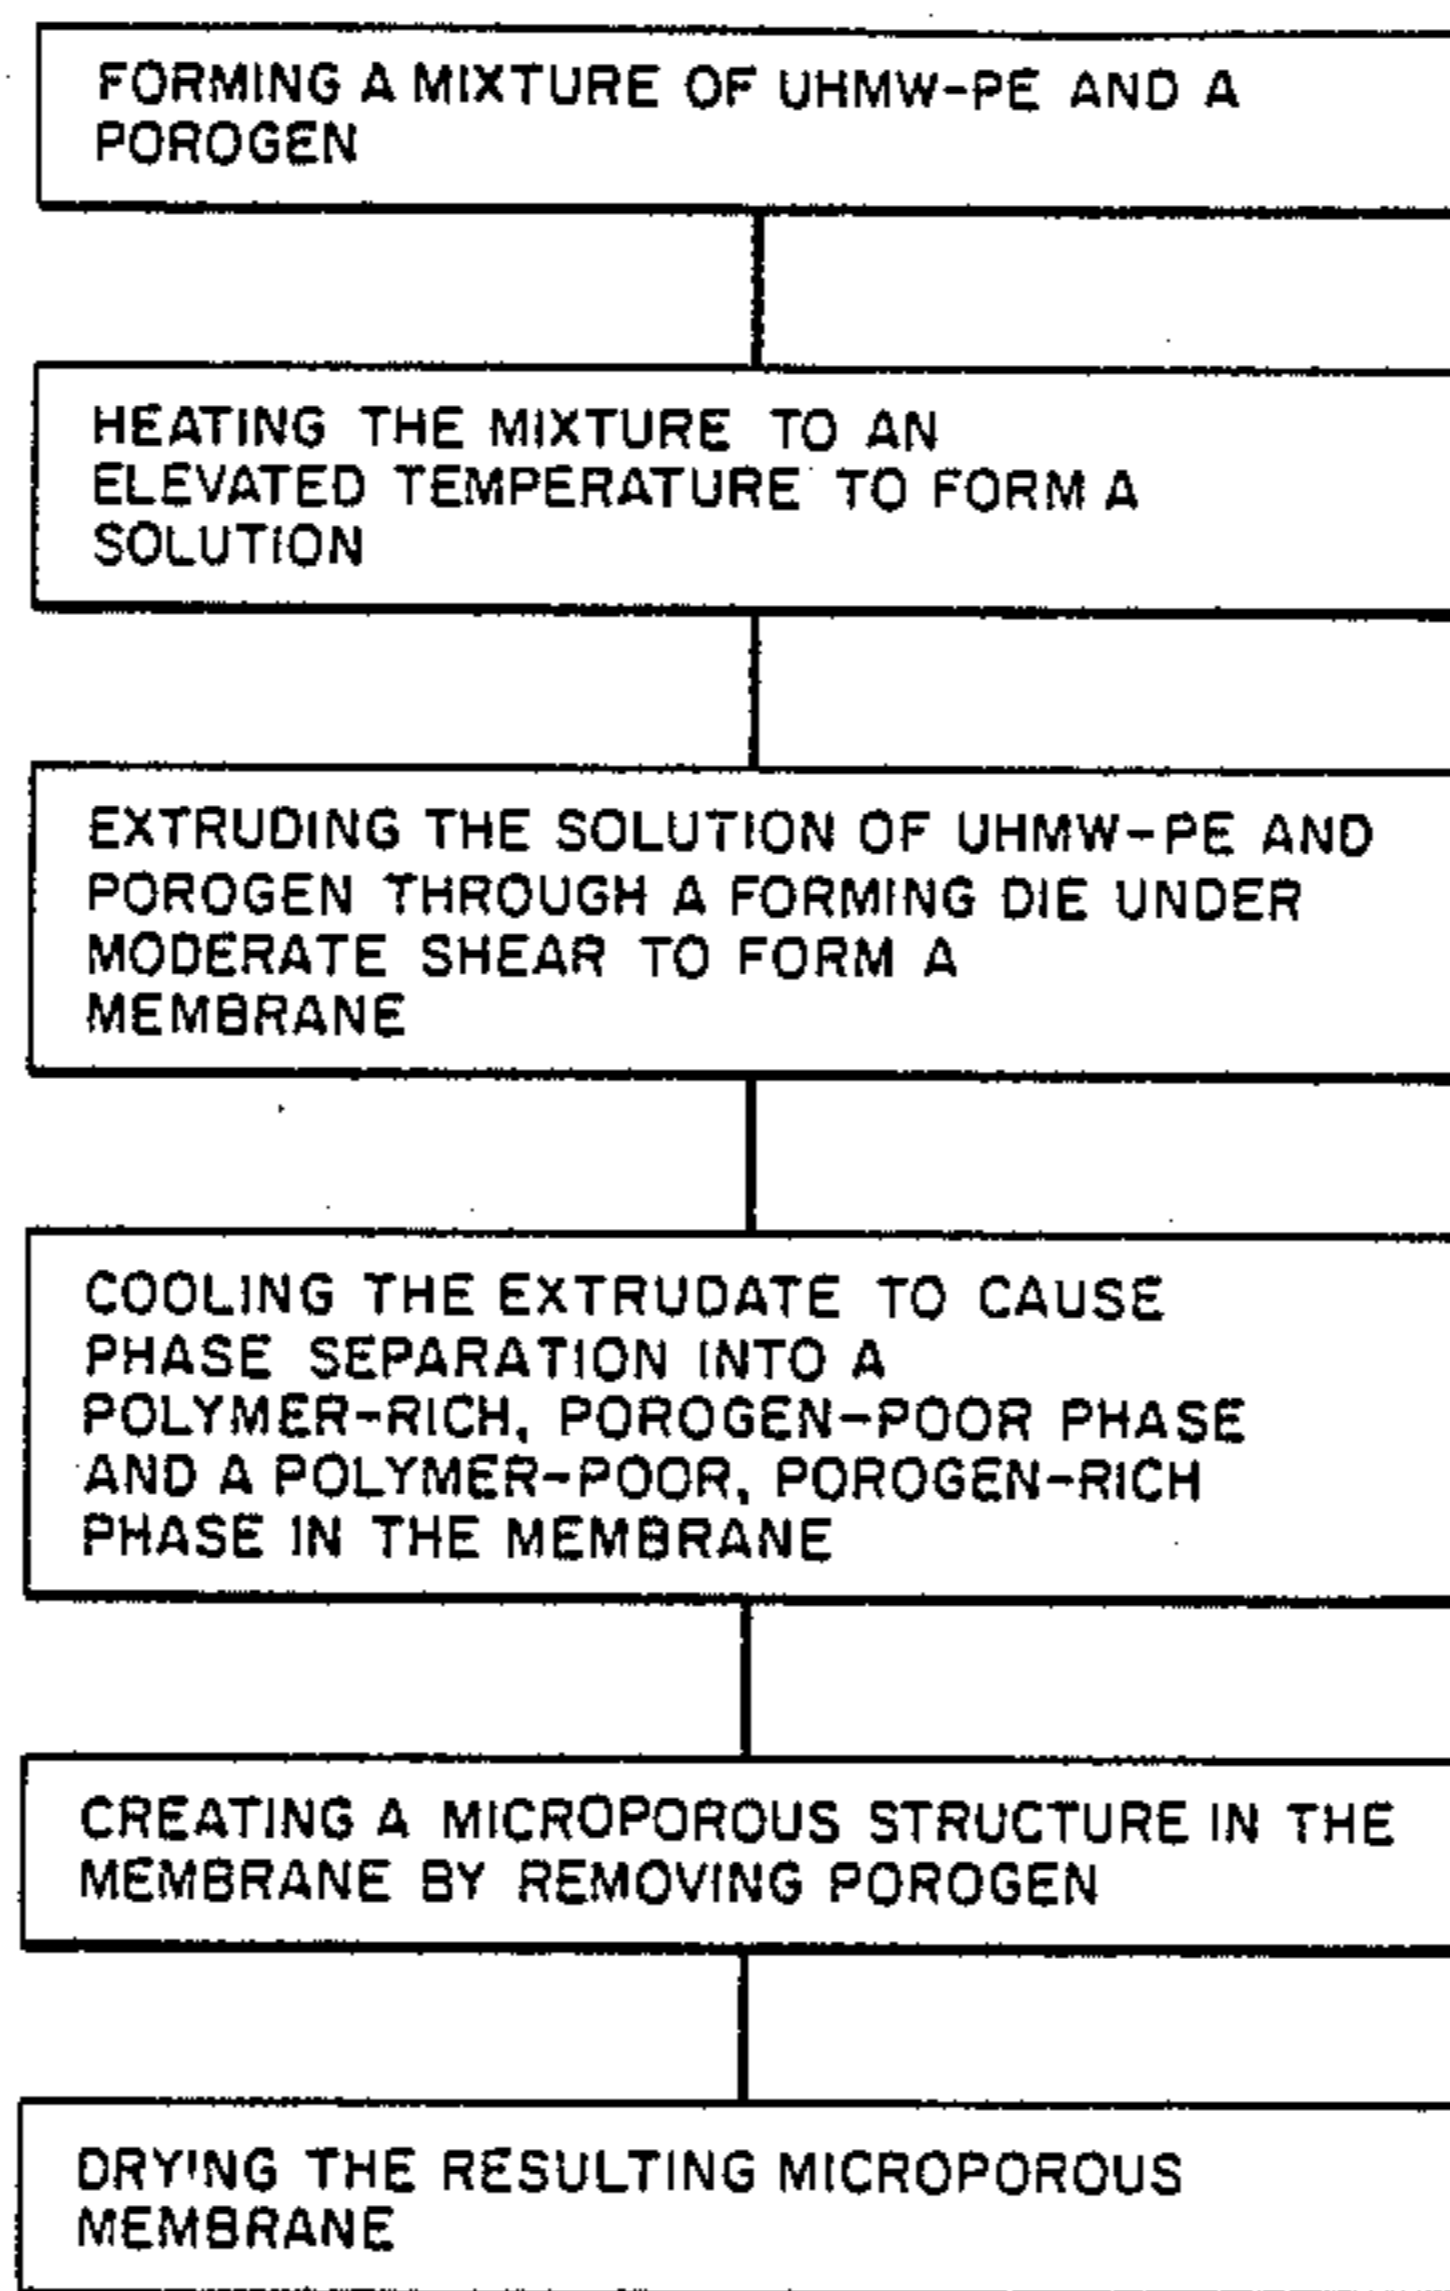 FORMING A MIXTURE OF UHMW-PE AND A
POROGEN
HEATING THE MIXTURE TO AN
ELEVATED TEMPERATURE TO FORM A
SOLUTION
EXTRUDING THE SOLUTION OF UHMW-PE AND
POROGEN THROUGH A FORMING DIE UNDER
MODERATE SHEAR TO FORM A
MEMBRANE
COOLING THE EXTRUDATE TO CAUSE
PHASE SEPARATION INTO A
POLYMER-RICH, POROGEN-POOR PHASE
AND A POLYMER-POOR, POROGEN-RICH
PHASE IN THE MEMBRANE
CREATING A MICROPOROUS STRUCTURE IN THE
MEMBRANE BY REMOVING POROGEN
DRYING THE RESULTING MICROPOROUS
MEMBRANE